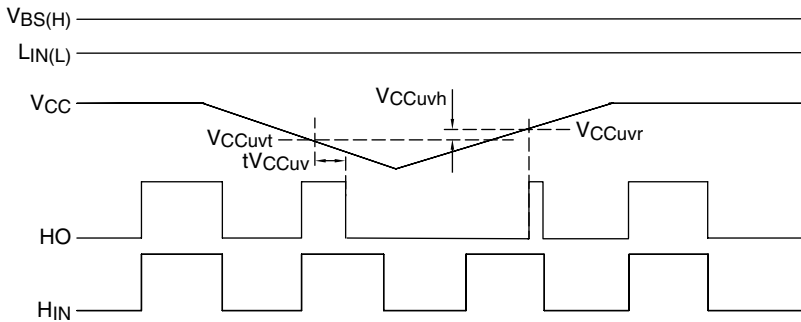 VBS(H)
LIN(L)
VCC
VCCuvh
VCCuvt
VCCuvr
tVCCuv
HO
HIN